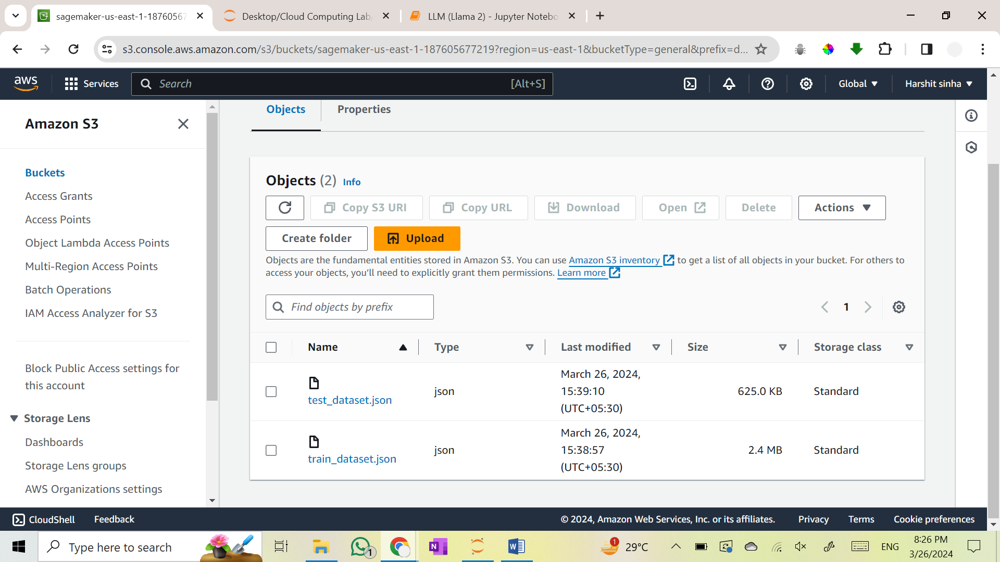 sagemaker-us-east-1-18760567
Desktop/Cloud Computing Lab/
LLM (Llama 2) - Jupyter Notebo
s3.console.aws.amazon.com/s3/buckets/sagemaker-us-east-1-187605677219?region=us-east-1&bucketType=general&prefix=d...
aws
Services
Search
[Alt+S]
Global
Harshit sinha
Amazon S3
Buckets
Access Grants
Access Points
Object Lambda Access Points
Multi-Region Access Points
Batch Operations
IAM Access Analyzer for S3
Block Public Access settings for
this account
Storage Lens
Dashboards
Storage Lens groups
AWS Organizations settings
Objects
Properties
Objects (2) Info
Copy S3 URI
Copy URL
Download
Open
Delete
Actions
Create folder
Upload
Objects are the fundamental entities stored in Amazon S3. You can use Amazon S3 inventory to get a list of all objects in your bucket. For others to
access your objects, you’ll need to explicitly grant them permissions. Learn more
Find objects by prefix
1
Name
Type
Last modified
Size
Storage class
test_dataset.json
json
March 26, 2024,
15:39:10
(UTC+05:30)
625.0 KB
Standard
train_dataset.json
json
March 26, 2024,
15:38:57
(UTC+05:30)
2.4 MB
Standard
CloudShell
Feedback
© 2024, Amazon Web Services, Inc. or its affiliates.
Privacy
Terms
Cookie preferences
Type here to search
1
N
W
1
29°C
ENG
8:26 PM
3/26/2024